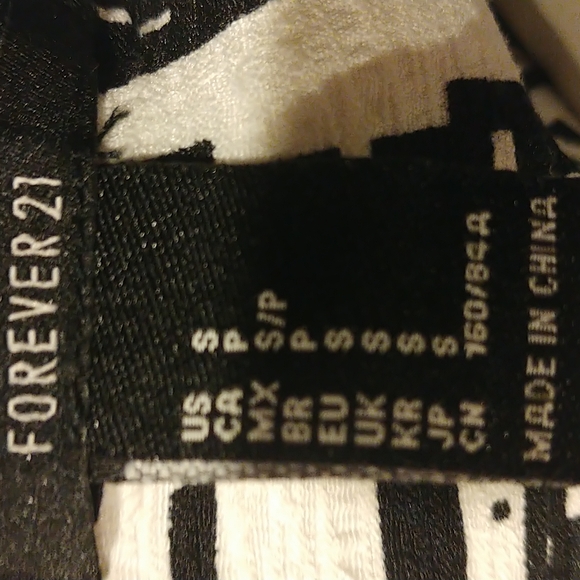 FOREVER 21
US S
CA P
MX S/P
BR P
EU S
UK S
KR S
JP S
CN 160/84A
MADE IN CHINA